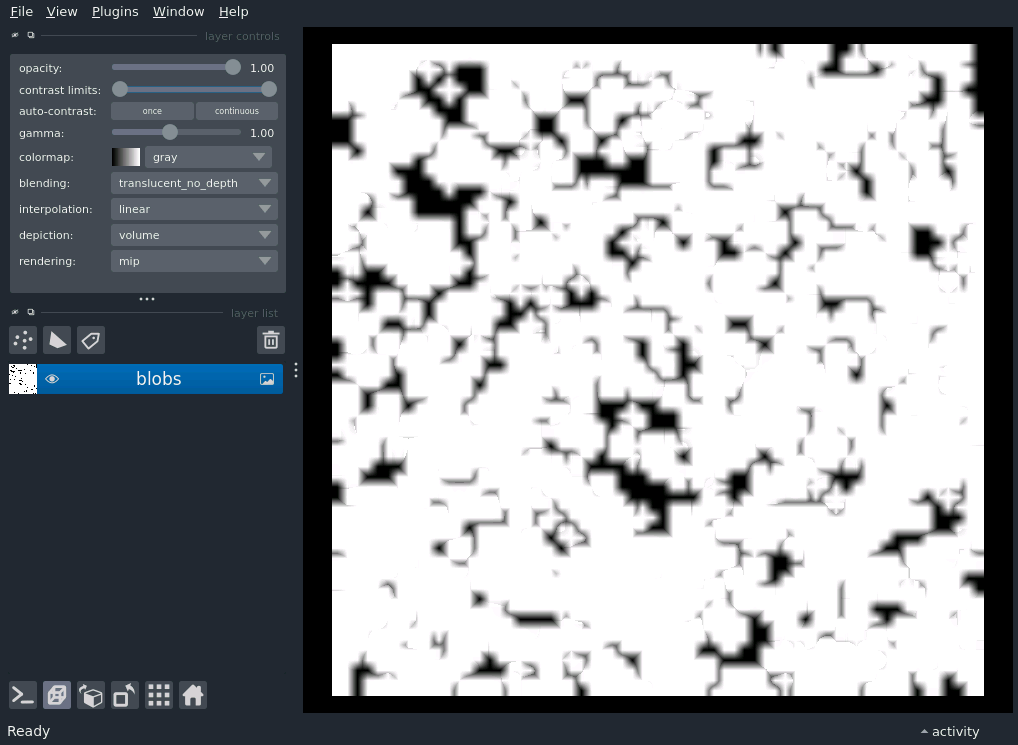 File View Plugins Window Help
layer controls
opacity: 1.00
contrast limits:
auto-contrast: once continuous
gamma: 1.00
colormap: gray
blending: translucent_no_depth
interpolation: linear
depiction: volume
rendering: mip
layer list
blobs
Ready activity